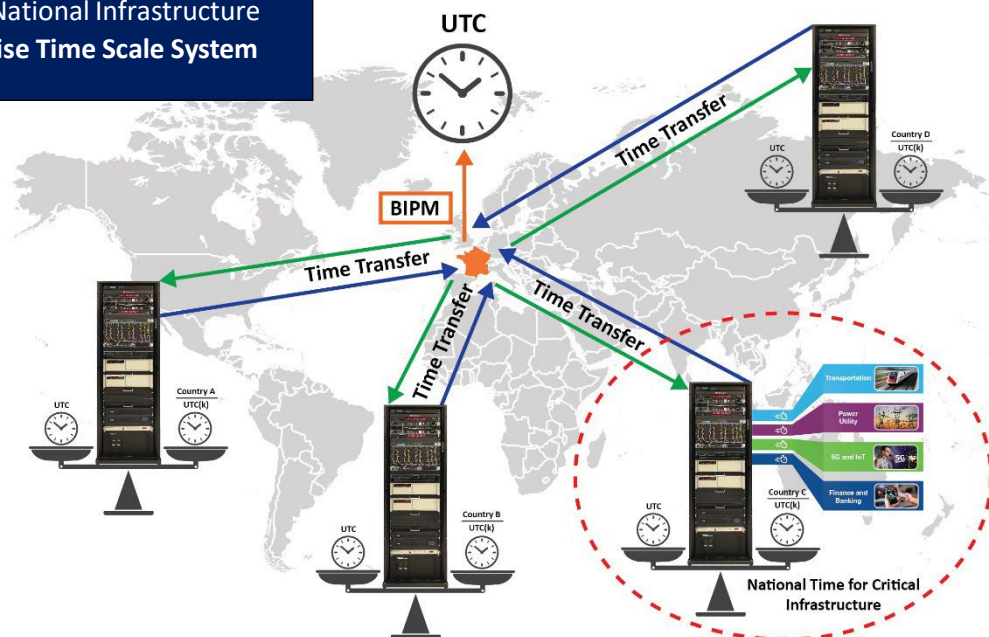 National Infrastructure
ise Time Scale System
UTC
BIPM
Time Transfer
UTC
Country D
UTC(k)
Time Transfer
Time Transfer
Time Transfer
UTC
Country A
UTC(k)
UTC
Country B
UTC(k)
Transportation
Power
Utility
5G and IoT
5G
Finance and
Banking
UTC
Country C
UTC(k)
National Time for Critical
Infrastructure